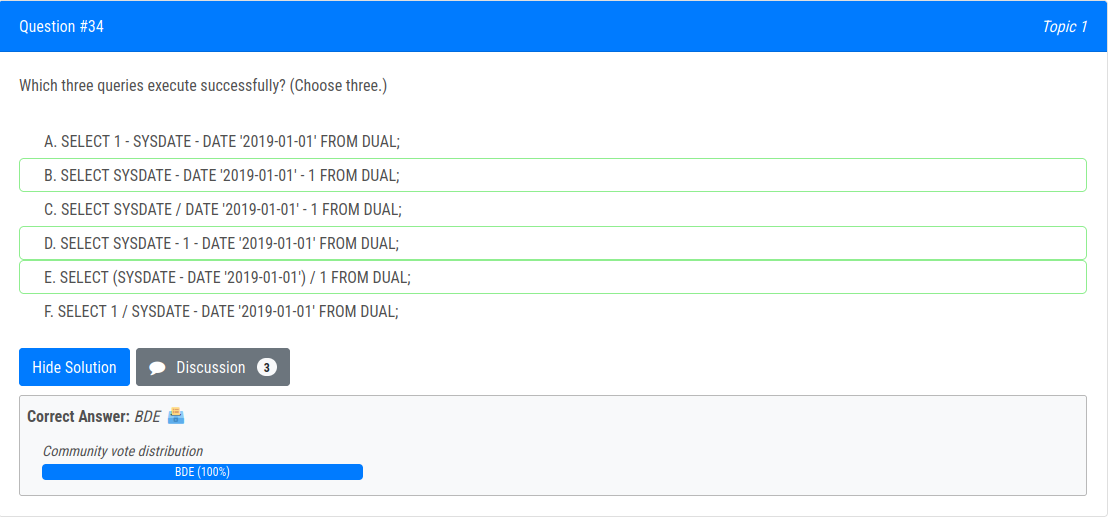 Question #34
Topic 1
Which three queries execute successfully? (Choose three.)
A. SELECT 1 - SYSDATE - DATE '2019-01-01' FROM DUAL;
B. SELECT SYSDATE - DATE '2019-01-01' - 1 FROM DUAL;
C. SELECT SYSDATE / DATE '2019-01-01' - 1 FROM DUAL;
D. SELECT SYSDATE - 1 - DATE '2019-01-01' FROM DUAL;
E. SELECT (SYSDATE - DATE '2019-01-01') / 1 FROM DUAL;
F. SELECT 1 / SYSDATE - DATE '2019-01-01' FROM DUAL;
Hide Solution
Discussion 3
Correct Answer: BDE
Community vote distribution
BDE (100%)